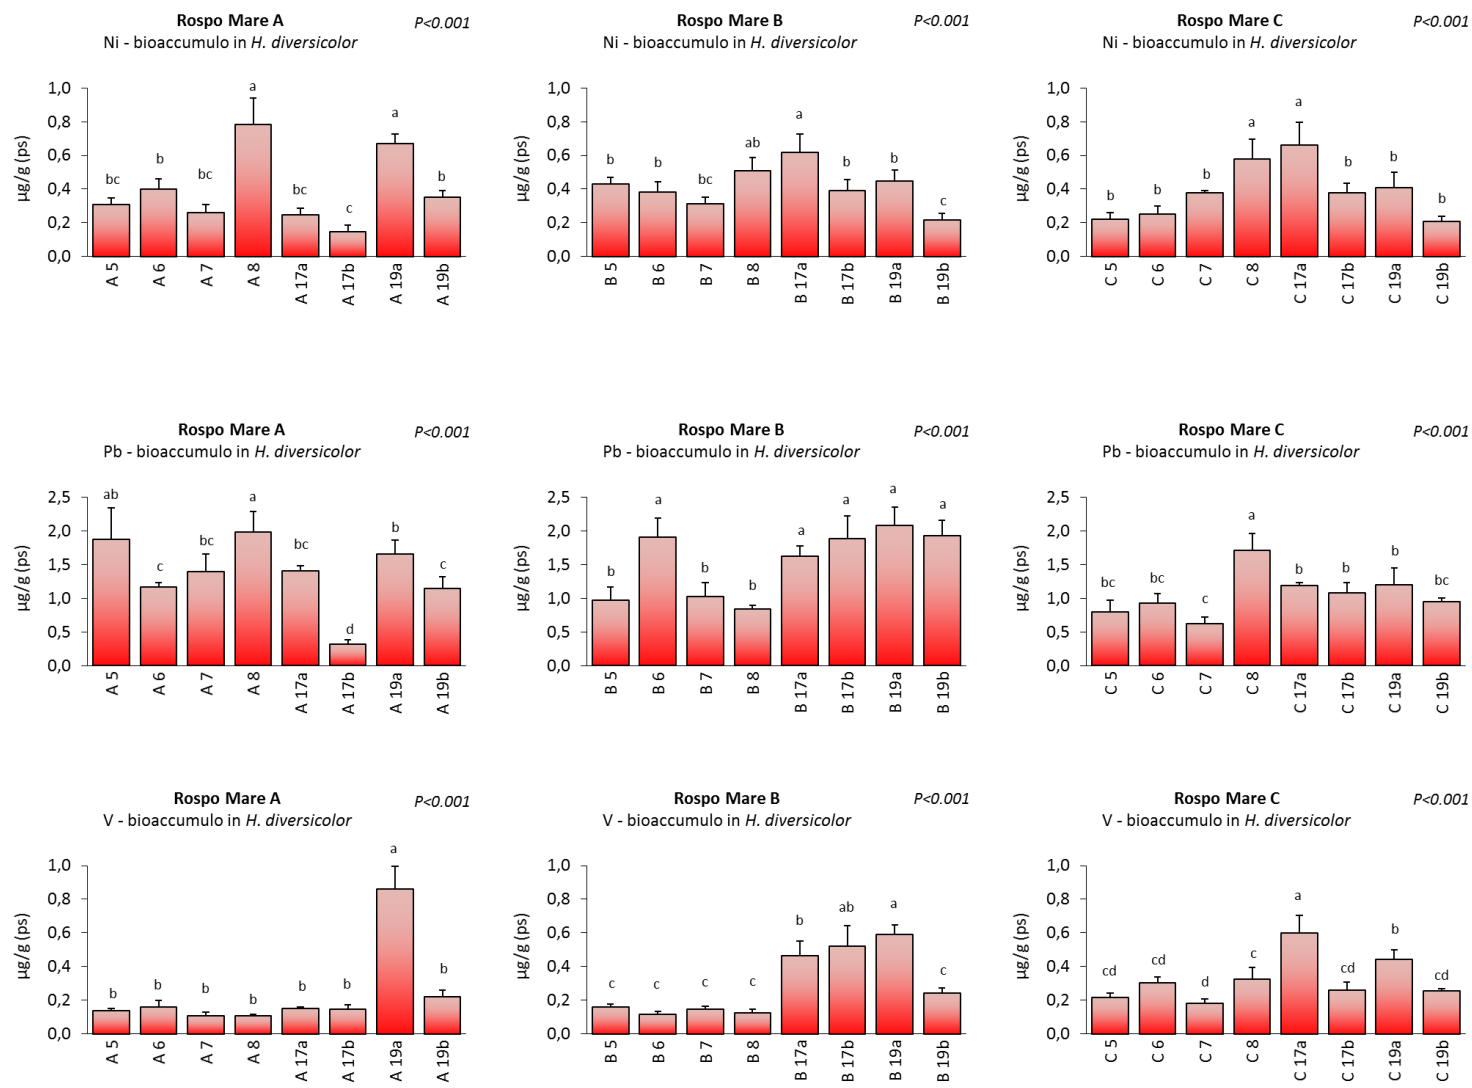 Rospo Mare A
P<0.001
Ni - bioaccumulo in H. diversicolor
µg/g (ps)
1,0
0,8
0,6
0,4
0,2
0,0
bc
b
bc
a
bc
c
a
b
A 5
A 6
A 7
A 8
A 17a
A 17b
A 19a
A 19b
Rospo Mare B
P<0.001
Ni - bioaccumulo in H. diversicolor
µg/g (ps)
1,0
0,8
0,6
0,4
0,2
0,0
b
b
bc
ab
a
b
b
c
B 5
B 6
B 7
B 8
B 17a
B 17b
B 19a
B 19b
Rospo Mare C
P<0.001
Ni - bioaccumulo in H. diversicolor
µg/g (ps)
1,0
0,8
0,6
0,4
0,2
0,0
b
b
b
a
a
b
a
b
C 5
C 6
C 7
C 8
C 17a
C 17b
C 19a
C 19b
Rospo Mare A
P<0.001
Pb - bioaccumulo in H. diversicolor
µg/g (ps)
2,5
2,0
1,5
1,0
0,5
0,0
ab
c
bc
a
bc
d
b
c
A 5
A 6
A 7
A 8
A 17a
A 17b
A 19a
A 19b
Rospo Mare B
P<0.001
Pb - bioaccumulo in H. diversicolor
µg/g (ps)
2,5
2,0
1,5
1,0
0,5
0,0
b
a
b
b
a
a
a
a
B 5
B 6
B 7
B 8
B 17a
B 17b
B 19a
B 19b
Rospo Mare C
P<0.001
Pb - bioaccumulo in H. diversicolor
µg/g (ps)
2,5
2,0
1,5
1,0
0,5
0,0
bc
bc
c
a
b
b
b
bc
C 5
C 6
C 7
C 8
C 17a
C 17b
C 19a
C 19b
Rospo Mare A
P<0.001
V - bioaccumulo in H. diversicolor
µg/g (ps)
1,0
0,8
0,6
0,4
0,2
0,0
b
b
b
b
b
b
a
b
A 5
A 6
A 7
A 8
A 17a
A 17b
A 19a
A 19b
Rospo Mare B
P<0.001
V - bioaccumulo in H. diversicolor
µg/g (ps)
1,0
0,8
0,6
0,4
0,2
0,0
c
c
c
c
b
ab
a
c
B 5
B 6
B 7
B 8
B 17a
B 17b
B 19a
B 19b
Rospo Mare C
P<0.001
V - bioaccumulo in H. diversicolor
µg/g (ps)
1,0
0,8
0,6
0,4
0,2
0,0
cd
cd
d
c
a
cd
b
cd
C 5
C 6
C 7
C 8
C 17a
C 17b
C 19a
C 19b